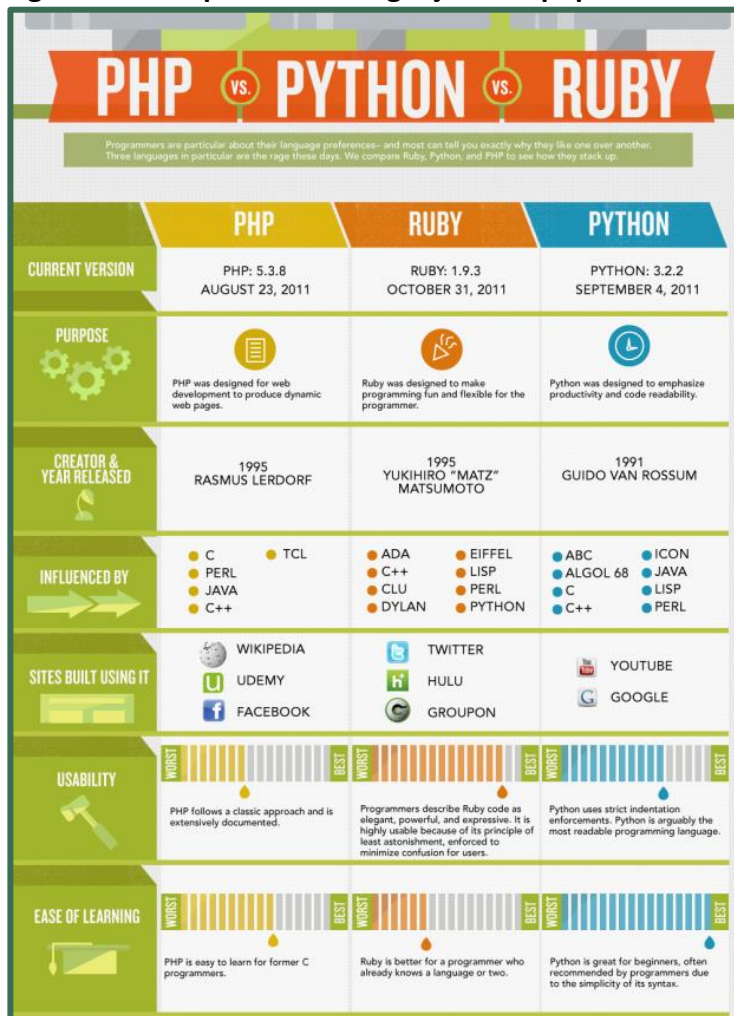 PHP VS. PYTHON VS. RUBY
Programmers are particular about their language preferences– and most can tell you exactly why they like one over another.
Three languages in particular are the rage these days. We compare Ruby, Python, and PHP to see how they stack up.
PHP
RUBY
PYTHON
CURRENT VERSION
PHP: 5.3.8
AUGUST 23, 2011
RUBY: 1.9.3
OCTOBER 31, 2011
PYTHON: 3.2.2
SEPTEMBER 4, 2011
PURPOSE
PHP was designed for web
development to produce dynamic
web pages.
Ruby was designed to make
programming fun and flexible for the
programmer.
Python was designed to emphasize
productivity and code readability.
CREATOR &
YEAR RELEASED
1995
RASMUS LERDORF
1995
YUKIHIRO "MATZ"
MATSUMOTO
1991
GUIDO VAN ROSSUM
INFLUENCED BY
C
PERL
JAVA
C++
TCL
ADA
C++
CLU
DYLAN
EIFFEL
LISP
PERL
PYTHON
ABC
ALGOL 68
C
C++
ICON
JAVA
LISP
PERL
SITES BUILT USING IT
WIKIPEDIA
UDEMY
FACEBOOK
TWITTER
HULU
GROUPON
YOUTUBE
GOOGLE
USABILITY
WORST
BEST
PHP follows a classic approach and is
extensively documented.
WORST
BEST
Programmers describe Ruby code as
elegant, powerful, and expressive. It is
highly usable because of its principle of
least astonishment, enforced to
minimize confusion for users.
WORST
BEST
Python uses strict indentation
enforcements. Python is arguably the
most readable programming language.
EASE OF LEARNING
WORST
BEST
PHP is easy to learn for former C
programmers.
WORST
BEST
Ruby is better for a programmer who
already knows a language or two.
WORST
BEST
Python is great for beginners, often
recommended by programmers due
to the simplicity of its syntax.